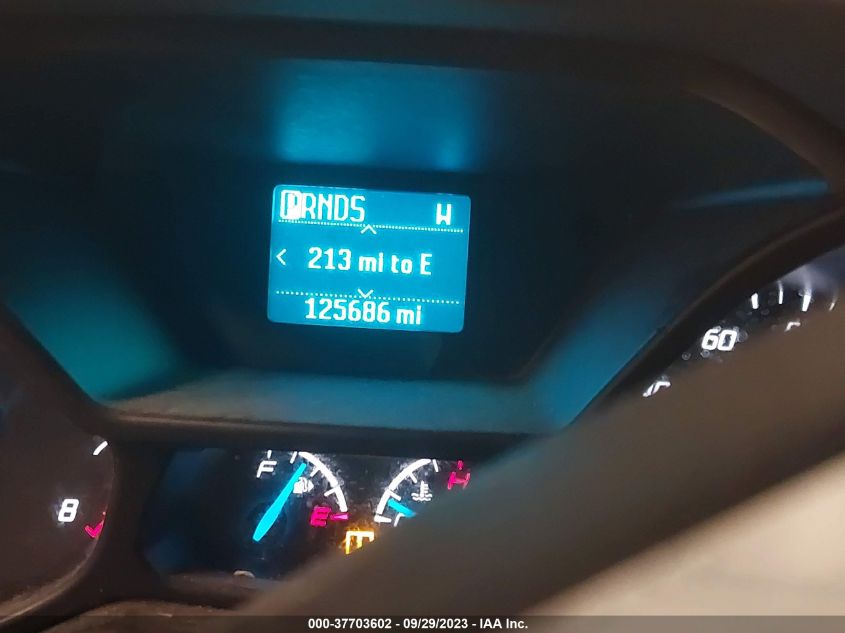 PRNDS W
213 mi to E
125686 mi
60
F
8
E
H
000-37703602 - 09/29/2023 - IAA Inc.